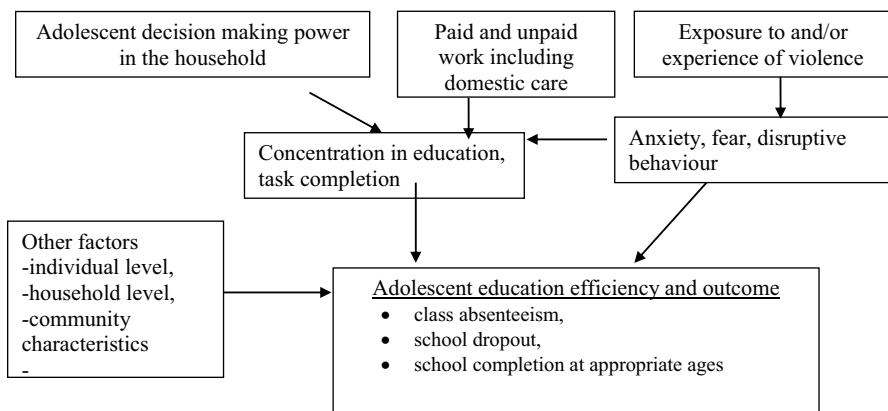 Adolescent decision making power
in the household
Paid and unpaid
work including
domestic care
Exposure to and/or
experience of violence
Concentration in education,
task completion
Anxiety, fear, disruptive
behaviour
Other factors
-individual level,
-household level,
-community
characteristics
-
Adolescent education efficiency and outcome
• class absenteeism,
• school dropout,
• school completion at appropriate ages